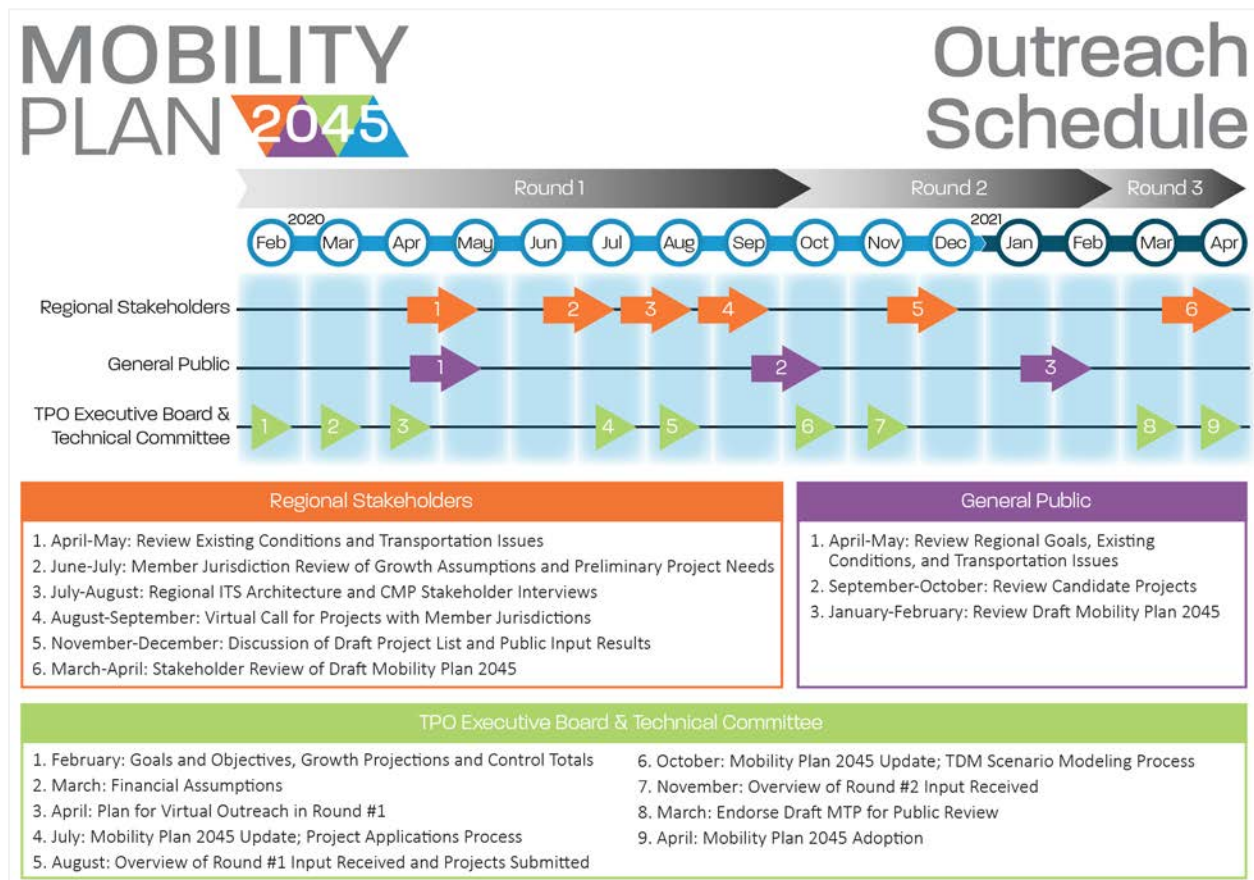 MOBILITY
PLAN 2045
Outreach
Schedule
Round 1 Round 2 Round 3
2020 2021
Feb Mar Apr May Jun Jul Aug Sep Oct Nov Dec Jan Feb Mar Apr
Regional Stakeholders 1 2 3 4 5 6
General Public 1 2 3
TPO Executive Board &
Technical Committee 1 2 3 4 5 6 7 8 9
Regional Stakeholders
1. April-May: Review Existing Conditions and Transportation Issues
2. June-July: Member Jurisdiction Review of Growth Assumptions and Preliminary Project Needs
3. July-August: Regional ITS Architecture and CMP Stakeholder Interviews
4. August-September: Virtual Call for Projects with Member Jurisdictions
5. November-December: Discussion of Draft Project List and Public Input Results
6. March-April: Stakeholder Review of Draft Mobility Plan 2045
General Public
1. April-May: Review Regional Goals, Existing
Conditions, and Transportation Issues
2. September-October: Review Candidate Projects
3. January-February: Review Draft Mobility Plan 2045
TPO Executive Board & Technical Committee
1. February: Goals and Objectives, Growth Projections and Control Totals
2. March: Financial Assumptions
3. April: Plan for Virtual Outreach in Round #1
4. July: Mobility Plan 2045 Update; Project Applications Process
5. August: Overview of Round #1 Input Received and Projects Submitted
6. October: Mobility Plan 2045 Update; TDM Scenario Modeling Process
7. November: Overview of Round #2 Input Received
8. March: Endorse Draft MTP for Public Review
9. April: Mobility Plan 2045 Adoption